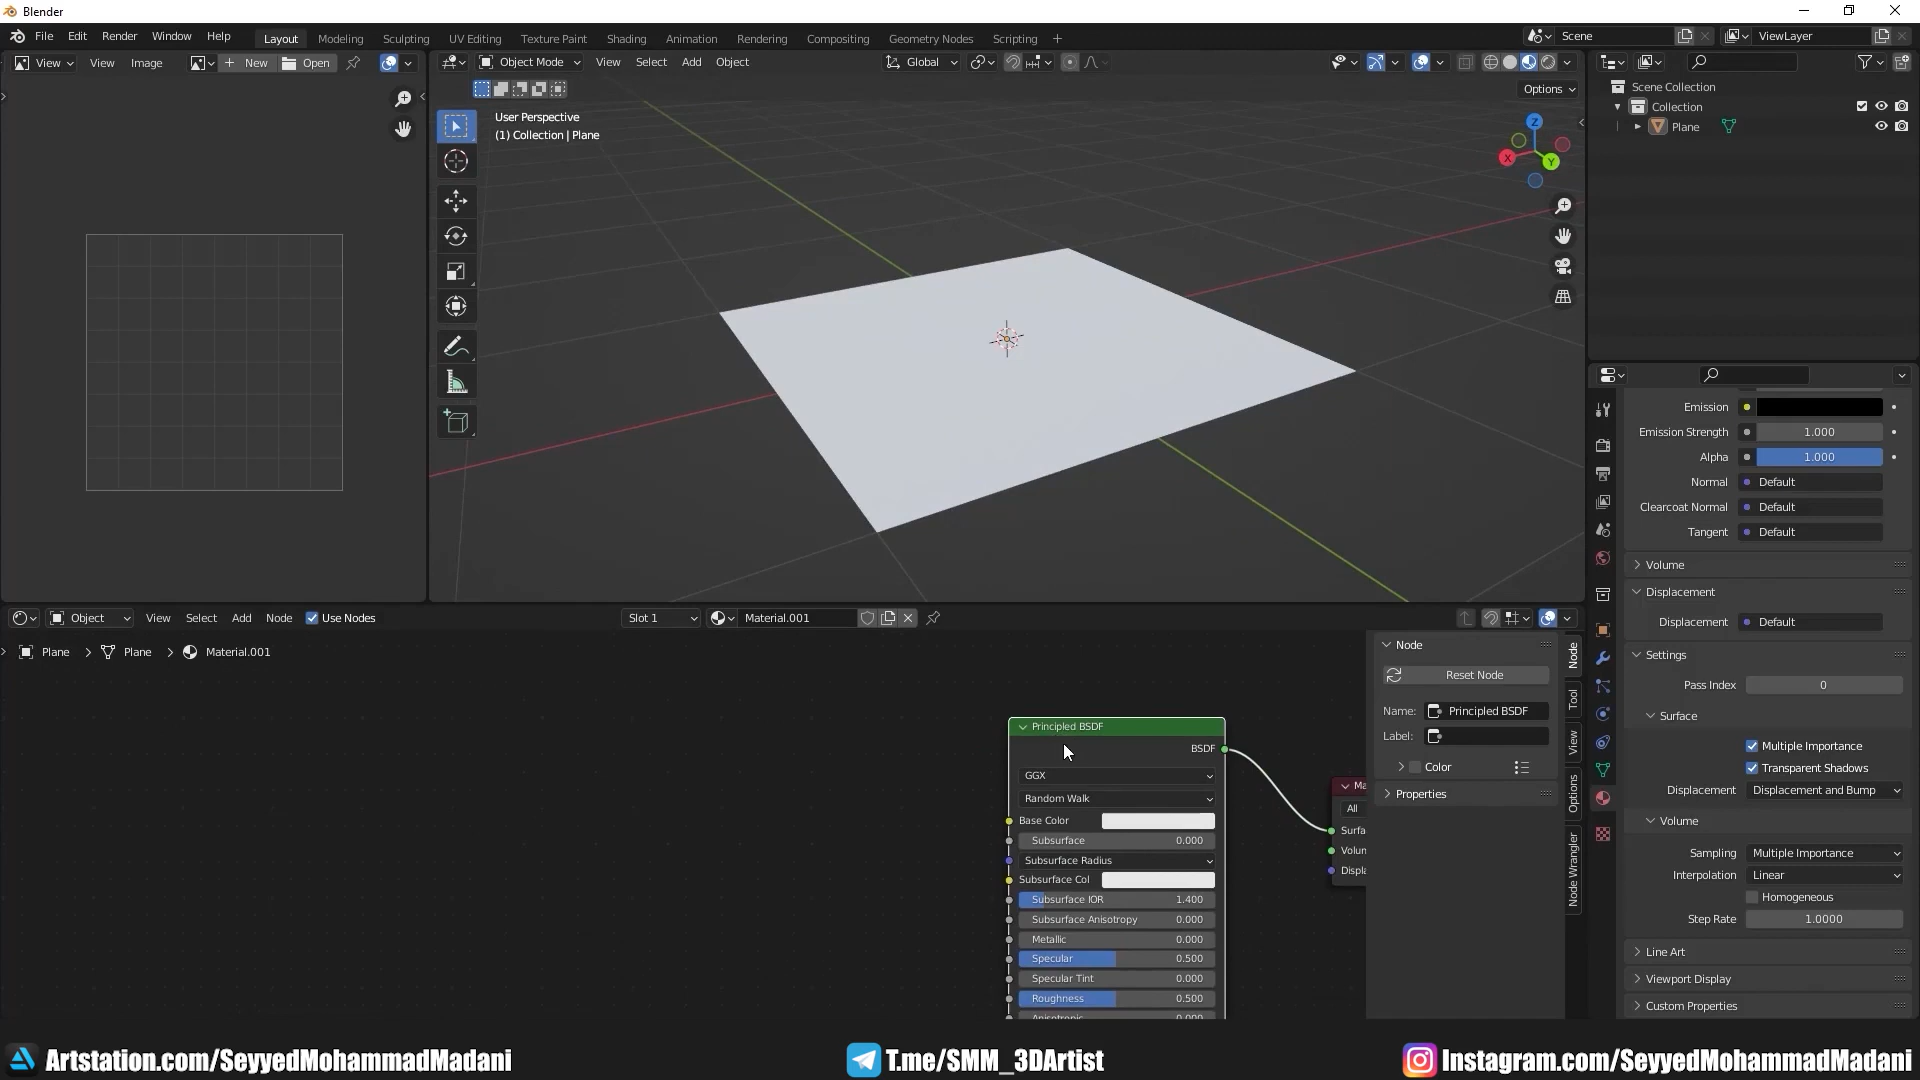 Blender
File Edit Render Window Help
Layout Modeling Sculpting UV Editing Texture Paint Shading Animation Rendering Compositing Geometry Nodes Scripting +
Scene
ViewLayer
View View Image + New Open
Object Mode View Select Add Object
Global
Options
User Perspective
(1) Collection | Plane
Z
X
Y
Scene Collection
Collection
Plane
Emission
Emission Strength 1.000
Alpha 1.000
Normal Default
Clearcoat Normal Default
Tangent Default
Volume
Displacement
Displacement Default
Settings
Pass Index 0
Surface
Multiple Importance
Transparent Shadows
Displacement Displacement and Bump
Volume
Sampling Multiple Importance
Interpolation Linear
Homogeneous
Step Rate 1.0000
Line Art
Viewport Display
Custom Properties
Object View Select Add Node Use Nodes
Slot 1 Material.001
Plane Plane Material.001
Principled BSDF
BSDF
GGX
Random Walk
Base Color
Subsurface 0.000
Subsurface Radius
Subsurface Col
Subsurface IOR 1.400
Subsurface Anisotropy 0.000
Metallic 0.000
Specular 0.500
Specular Tint 0.000
Roughness 0.500
Anisotropic 0.000
Ma
All
Surfa
Volun
Displa
Node
Reset Node
Name: Principled BSDF
Label:
Color
Properties
Node
Tool
View
Options
Node Wrangler
Artstation.com/SeyyedMohammadMadani
T.me/SMM_3DArtist
Instagram.com/SeyyedMohammadMadani